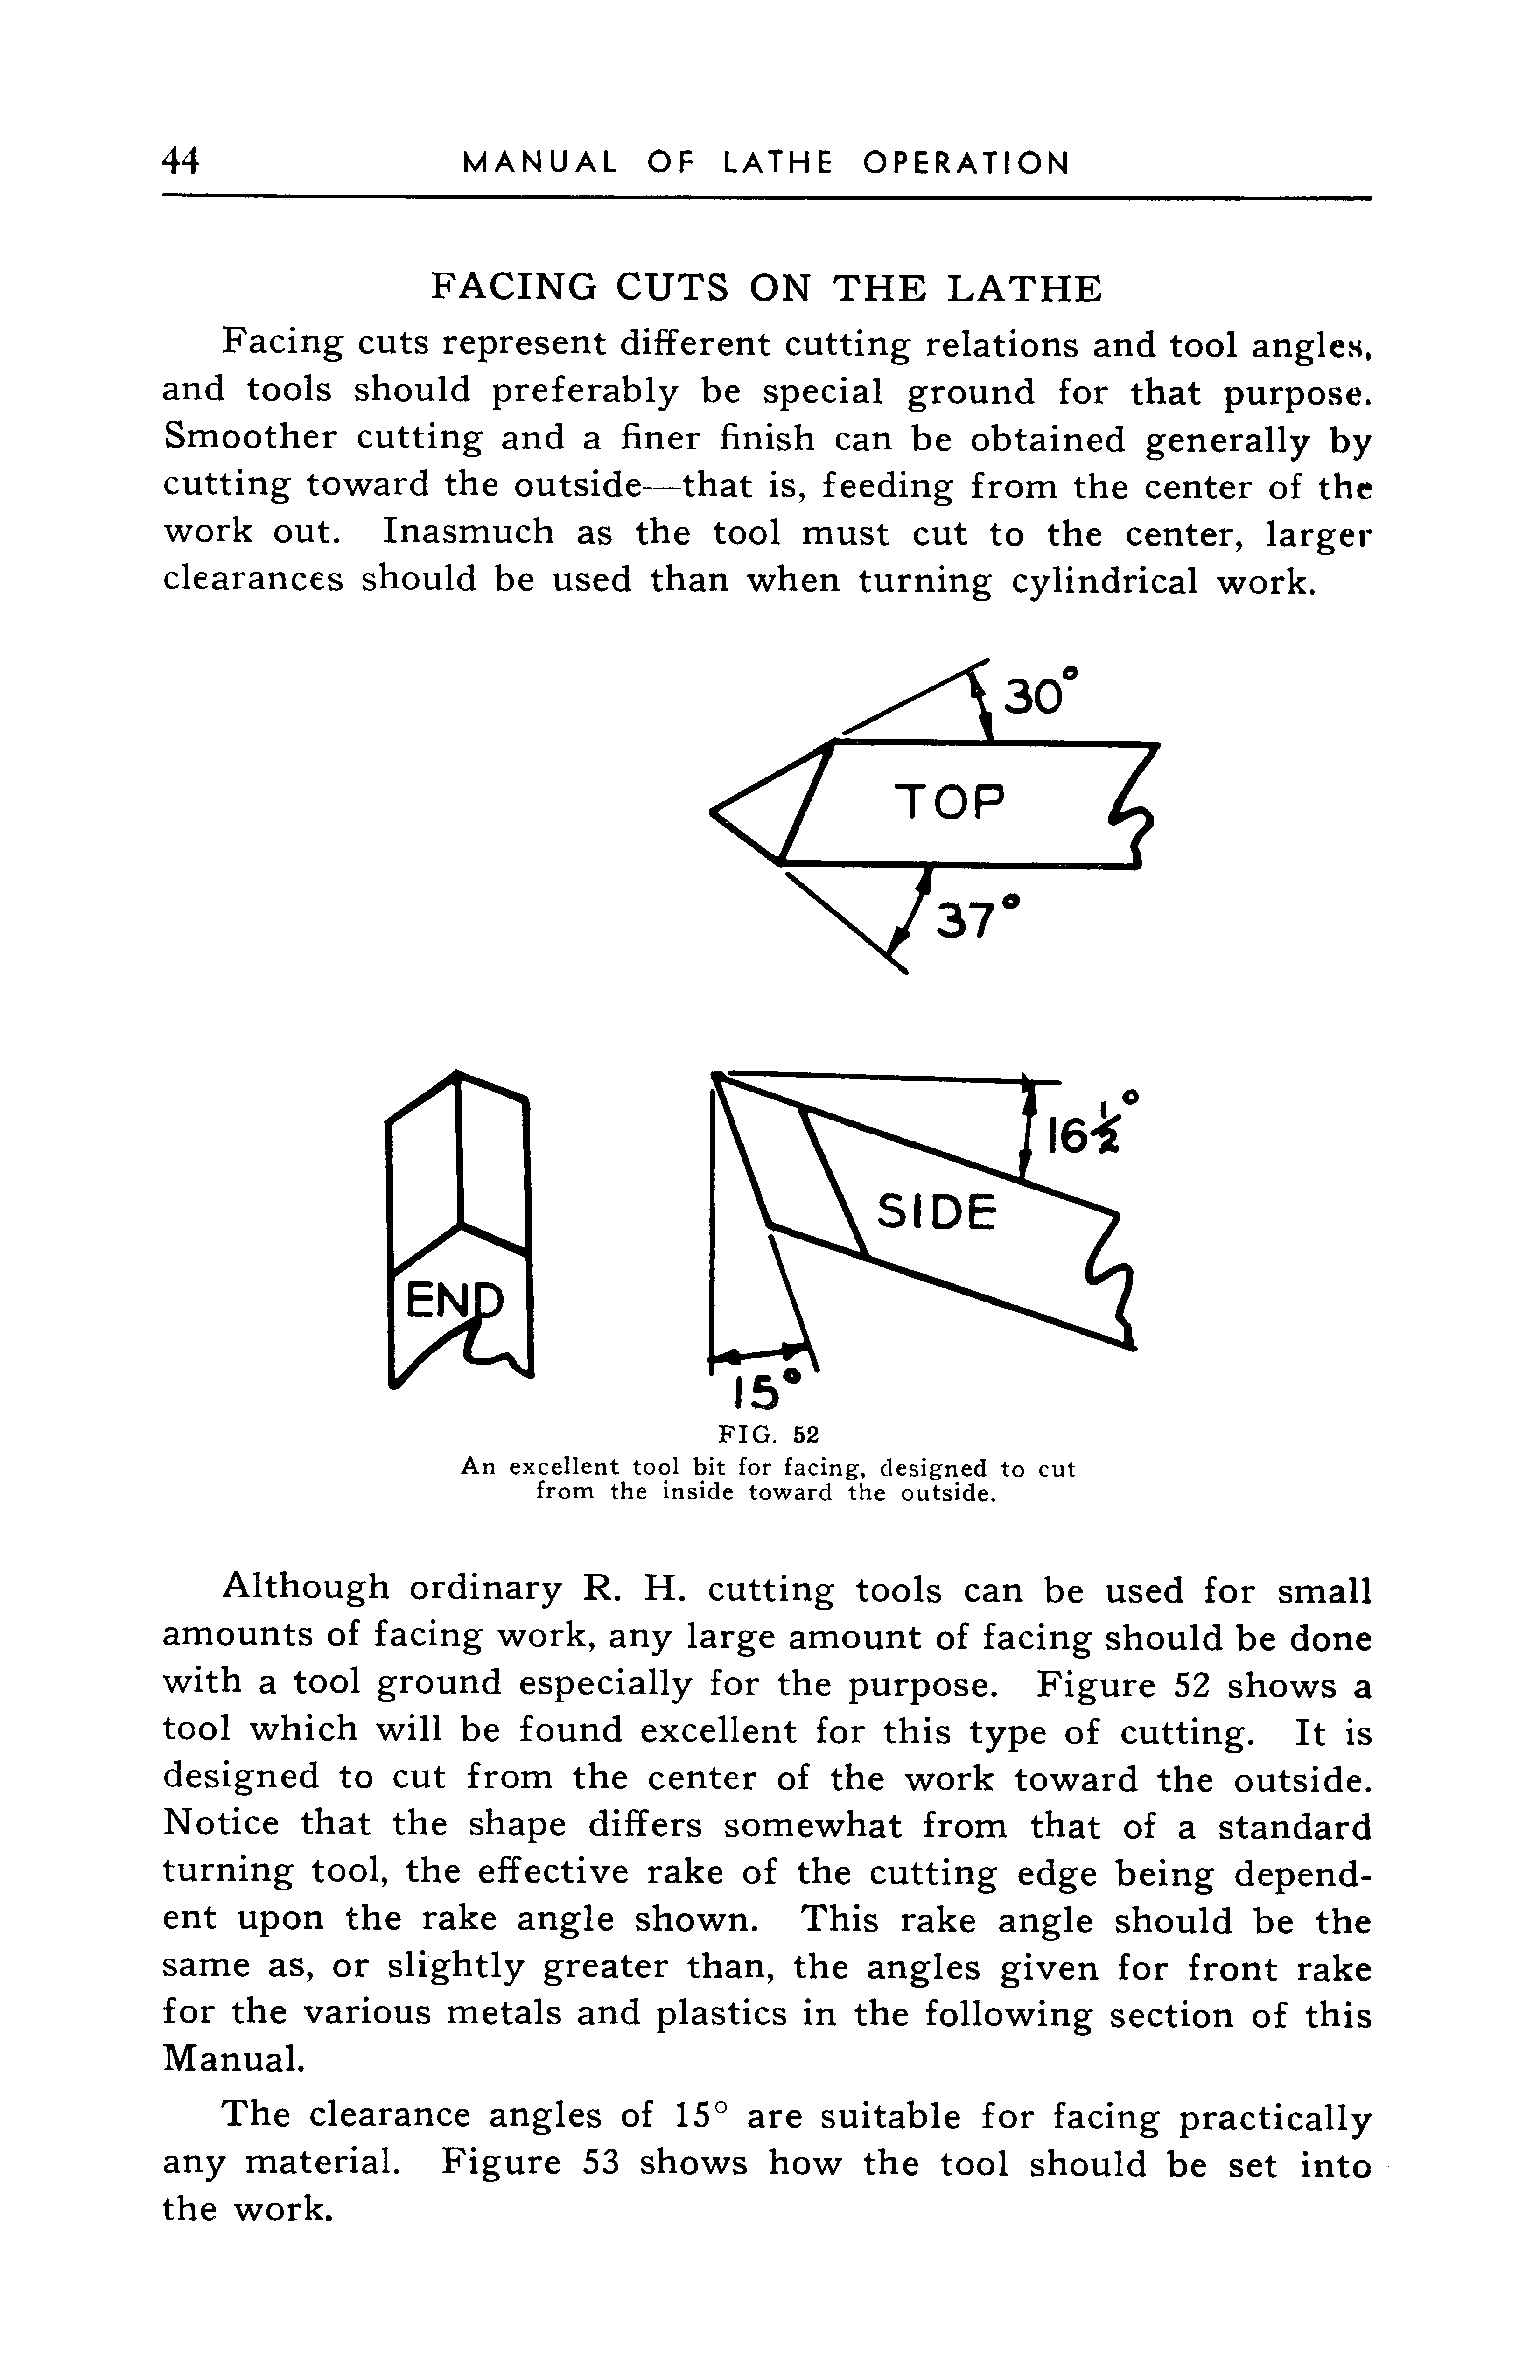 44 MANUAL OF LATHE OPERATION
FACING CUTS ON THE LATHE
Facing cuts represent different cutting relations and tool angles,
and tools should preferably be special ground for that purpose.
Smoother cutting and a finer finish can be obtained generally by
cutting toward the outside—that is, feeding from the center of the
work out. Inasmuch as the tool must cut to the center, larger
clearances should be used than when turning cylindrical work.
30°
TOP
37°
16½°
SIDE
END
15°
FIG. 52
An excellent tool bit for facing, designed to cut
from the inside toward the outside.
Although ordinary R. H. cutting tools can be used for small
amounts of facing work, any large amount of facing should be done
with a tool ground especially for the purpose. Figure 52 shows a
tool which will be found excellent for this type of cutting. It is
designed to cut from the center of the work toward the outside.
Notice that the shape differs somewhat from that of a standard
turning tool, the effective rake of the cutting edge being depend-
ent upon the rake angle shown. This rake angle should be the
same as, or slightly greater than, the angles given for front rake
for the various metals and plastics in the following section of this
Manual.
The clearance angles of 15° are suitable for facing practically
any material. Figure 53 shows how the tool should be set into
the work.